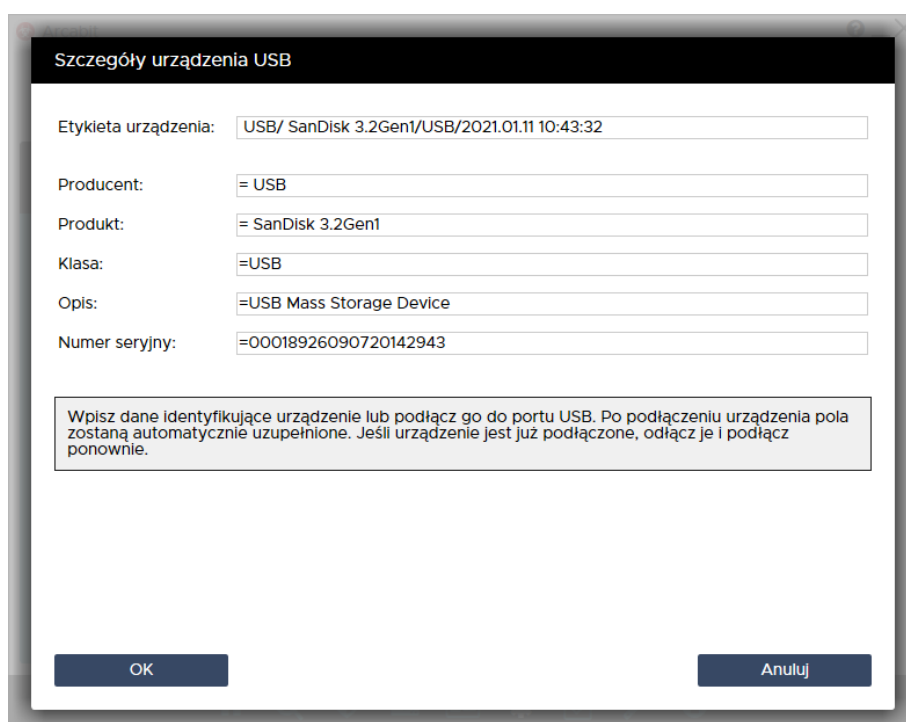 Arcabit
Szczegóły urządzenia USB
Etykieta urządzenia: USB/ SanDisk 3.2Gen1/USB/2021.01.11 10:43:32
Producent: = USB
Produkt: = SanDisk 3.2Gen1
Klasa: =USB
Opis: =USB Mass Storage Device
Numer seryjny: =00018926090720142943
Wpisz dane identyfikujące urządzenie lub podłącz go do portu USB. Po podłączeniu urządzenia pola
zostaną automatycznie uzupełnione. Jeśli urządzenie jest już podłączone, odłącz je i podłącz
ponownie.
OK Anuluj